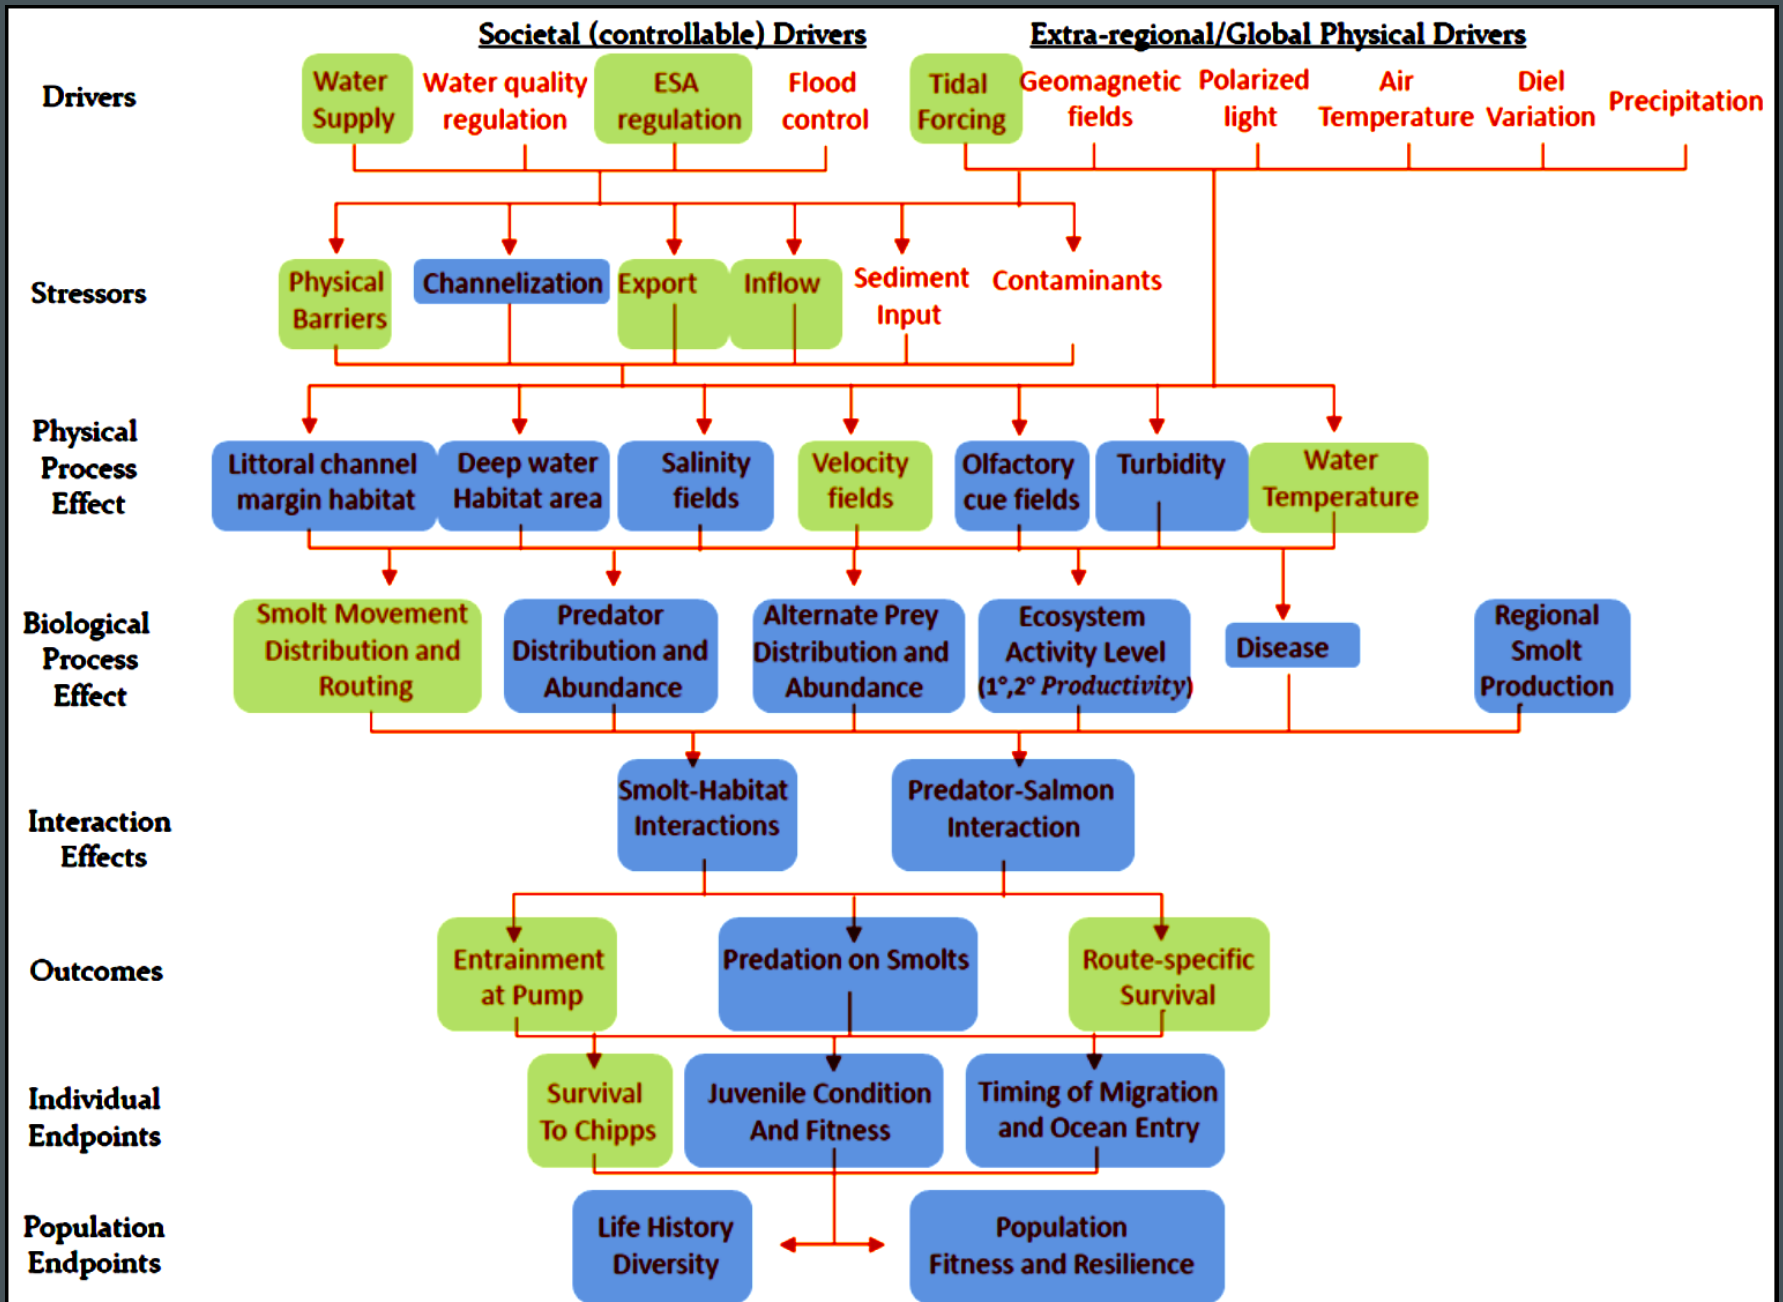 Societal (controllable) Drivers
Extra-regional/Global Physical Drivers
Drivers
Water
Supply
Water quality
regulation
ESA
regulation
Flood
control
Tidal
Forcing
Geomagnetic
fields
Polarized
light
Air
Temperature
Diel
Variation
Precipitation
Stressors
Physical
Barriers
Channelization
Export
Inflow
Sediment
Input
Contaminants
Physical
Process
Effect
Littoral channel
margin habitat
Deep water
Habitat area
Salinity
fields
Velocity
fields
Olfactory
cue fields
Turbidity
Water
Temperature
Biological
Process
Effect
Smolt Movement
Distribution and
Routing
Predator
Distribution and
Abundance
Alternate Prey
Distribution and
Abundance
Ecosystem
Activity Level
(1°,2° Productivity)
Disease
Regional
Smolt
Production
Interaction
Effects
Smolt-Habitat
Interactions
Predator-Salmon
Interaction
Outcomes
Entrainment
at Pump
Predation on Smolts
Route-specific
Survival
Individual
Endpoints
Survival
To Chipps
Juvenile Condition
And Fitness
Timing of Migration
and Ocean Entry
Population
Endpoints
Life History
Diversity
Population
Fitness and Resilience